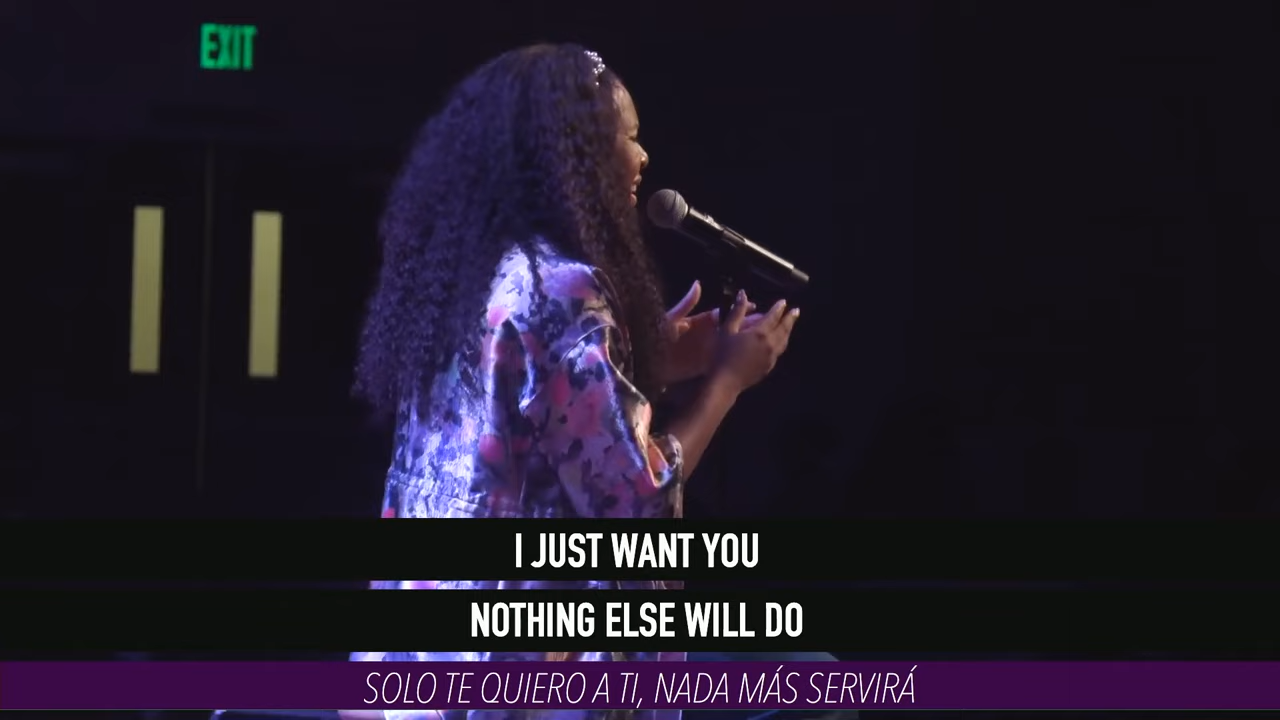 EXIT
I JUST WANT YOU
NOTHING ELSE WILL DO
SOLO TE QUIERO A TI, NADA MÁS SERVIRÁ